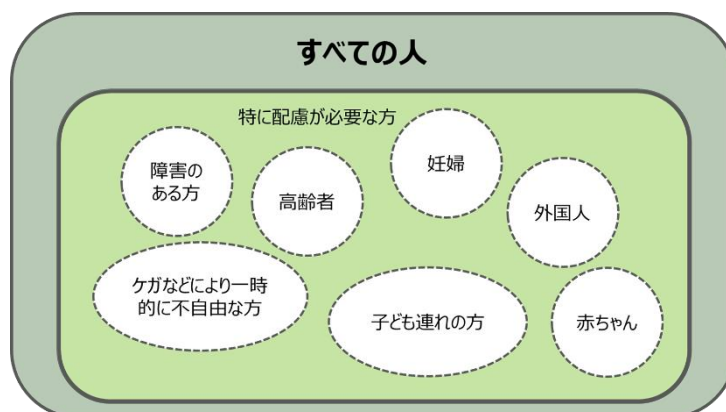 すべての人
特に配慮が必要な方
障害の
ある方
高齢者
妊婦
外国人
ケガなどにより一時
的に不自由な方
子ども連れの方
赤ちゃん